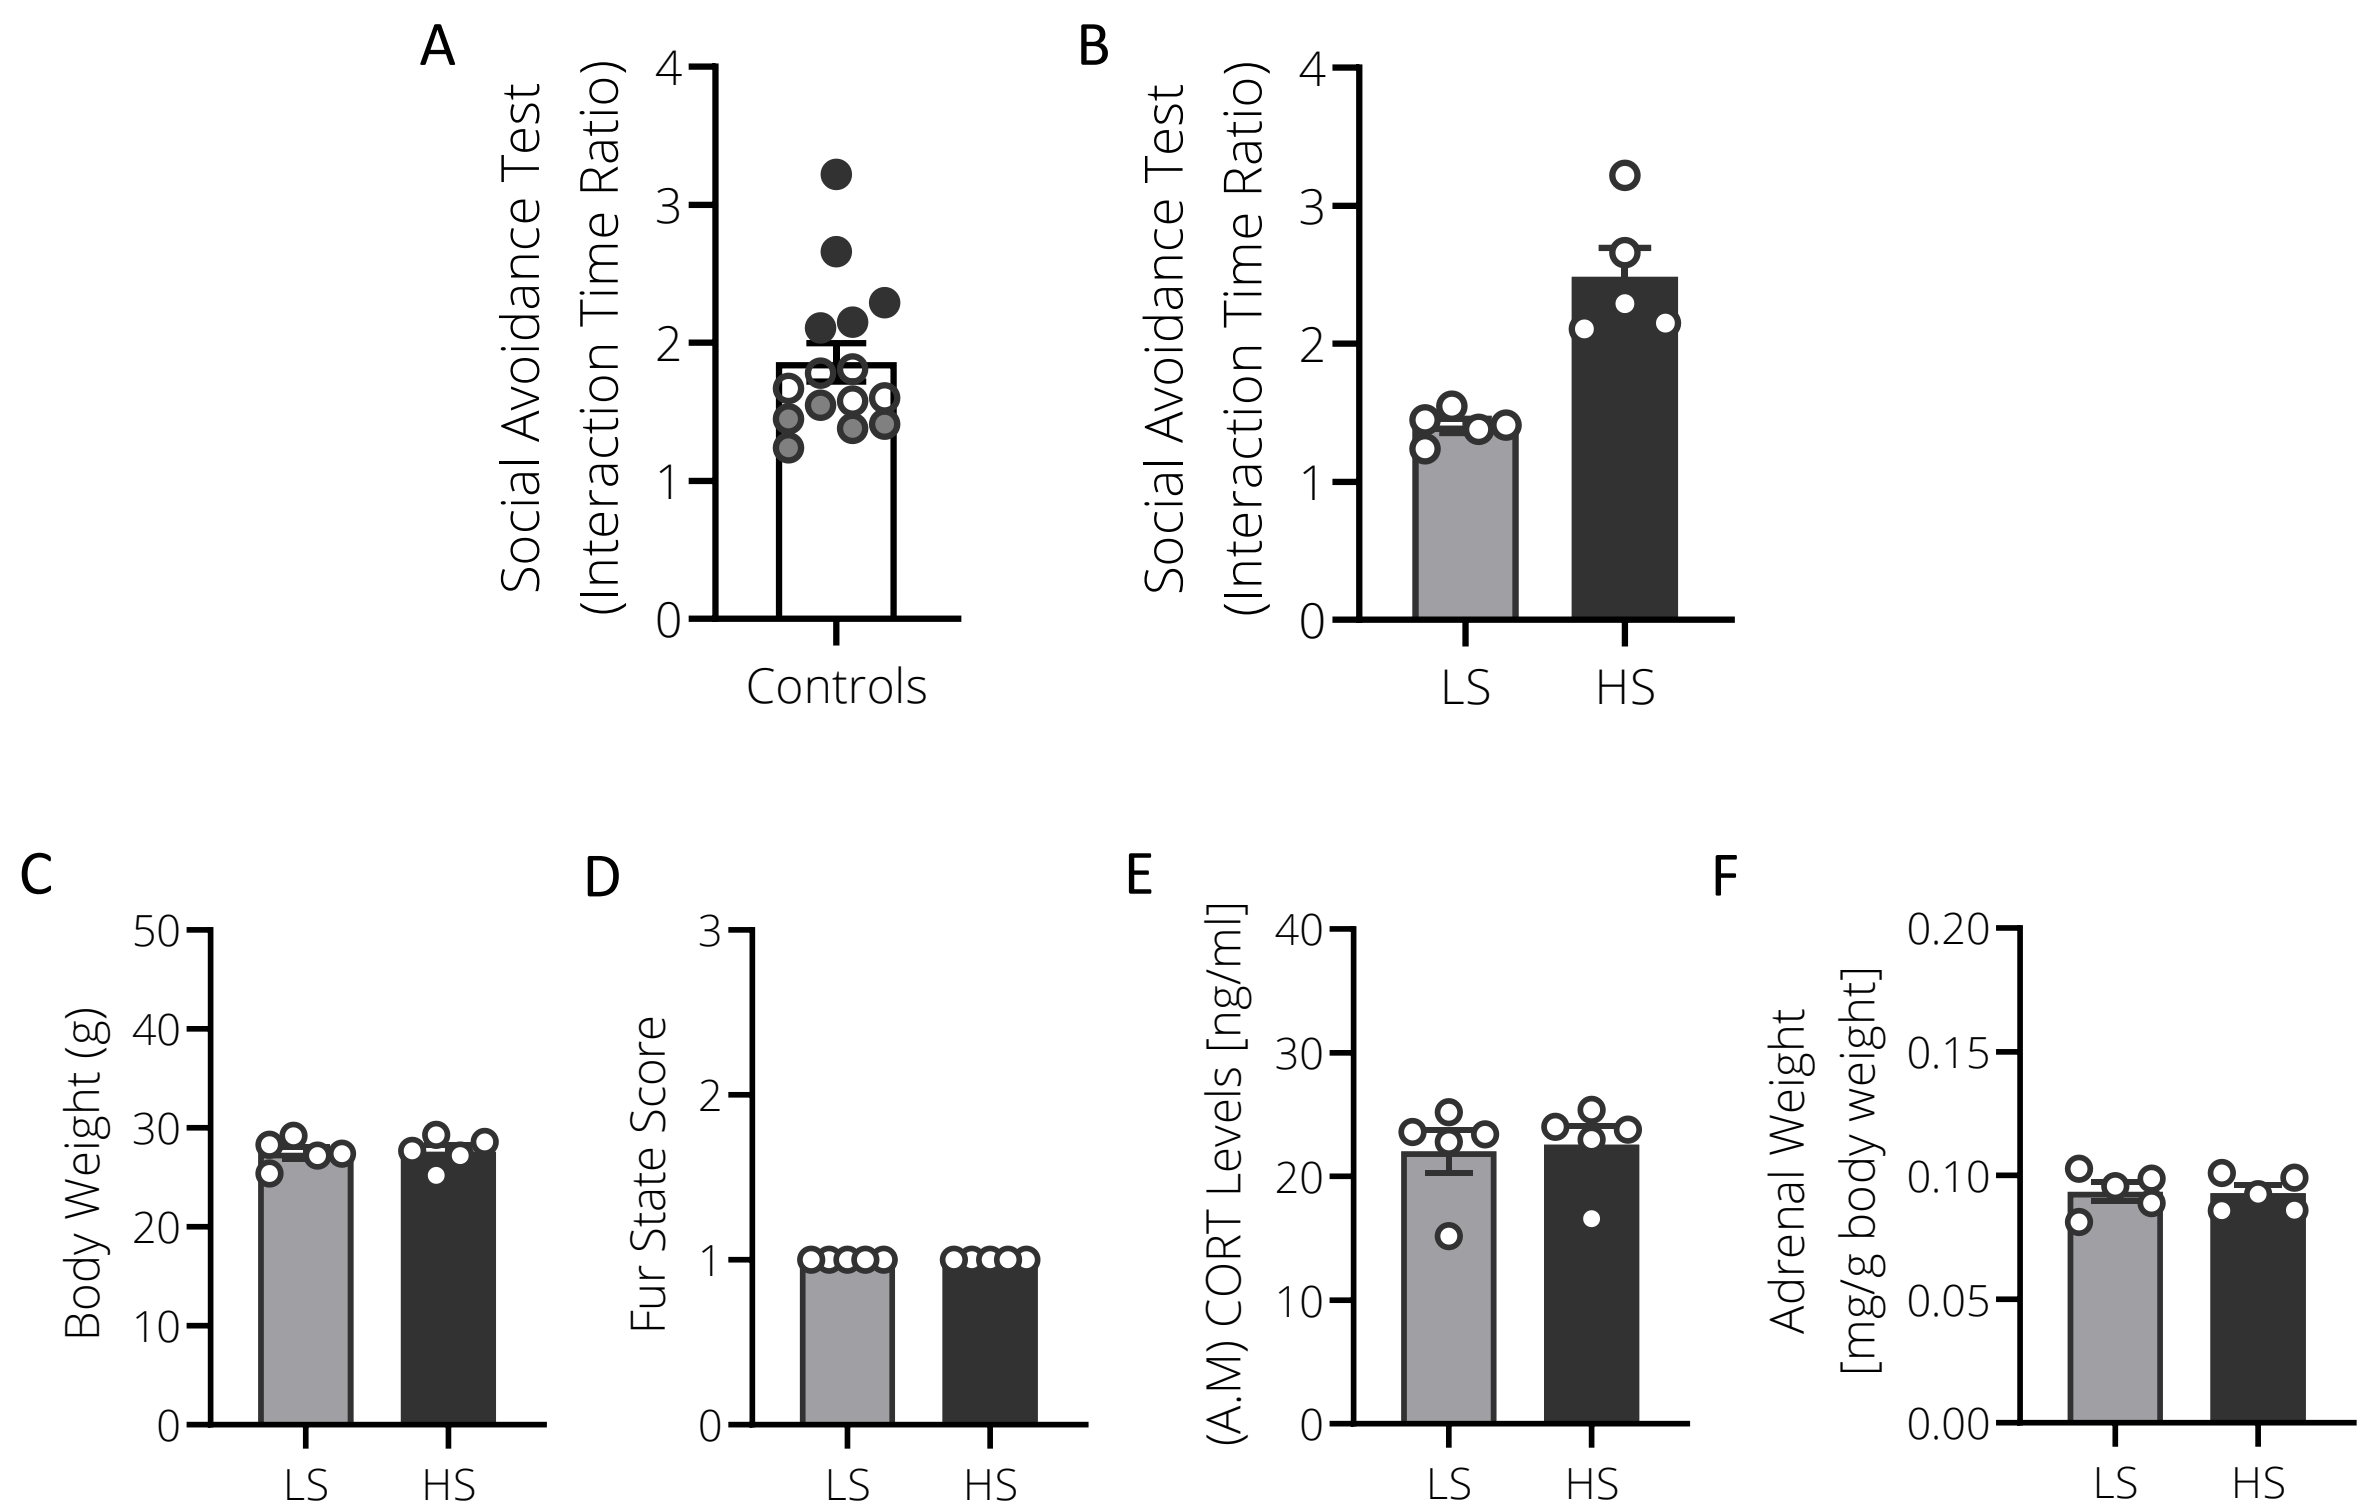 A
Social Avoidance Test
(Interaction Time Ratio)
4
3
2
1
0
Controls
B
Social Avoidance Test
(Interaction Time Ratio)
4
3
2
1
0
LS HS
C
Body Weight (g)
50
40
30
20
10
0
LS HS
D
Fur State Score
3
2
1
0
LS HS
E
(A.M) CORT Levels [ng/ml]
40
30
20
10
0
LS HS
F
Adrenal Weight
[mg/g body weight]
0.20
0.15
0.10
0.05
0.00
LS HS